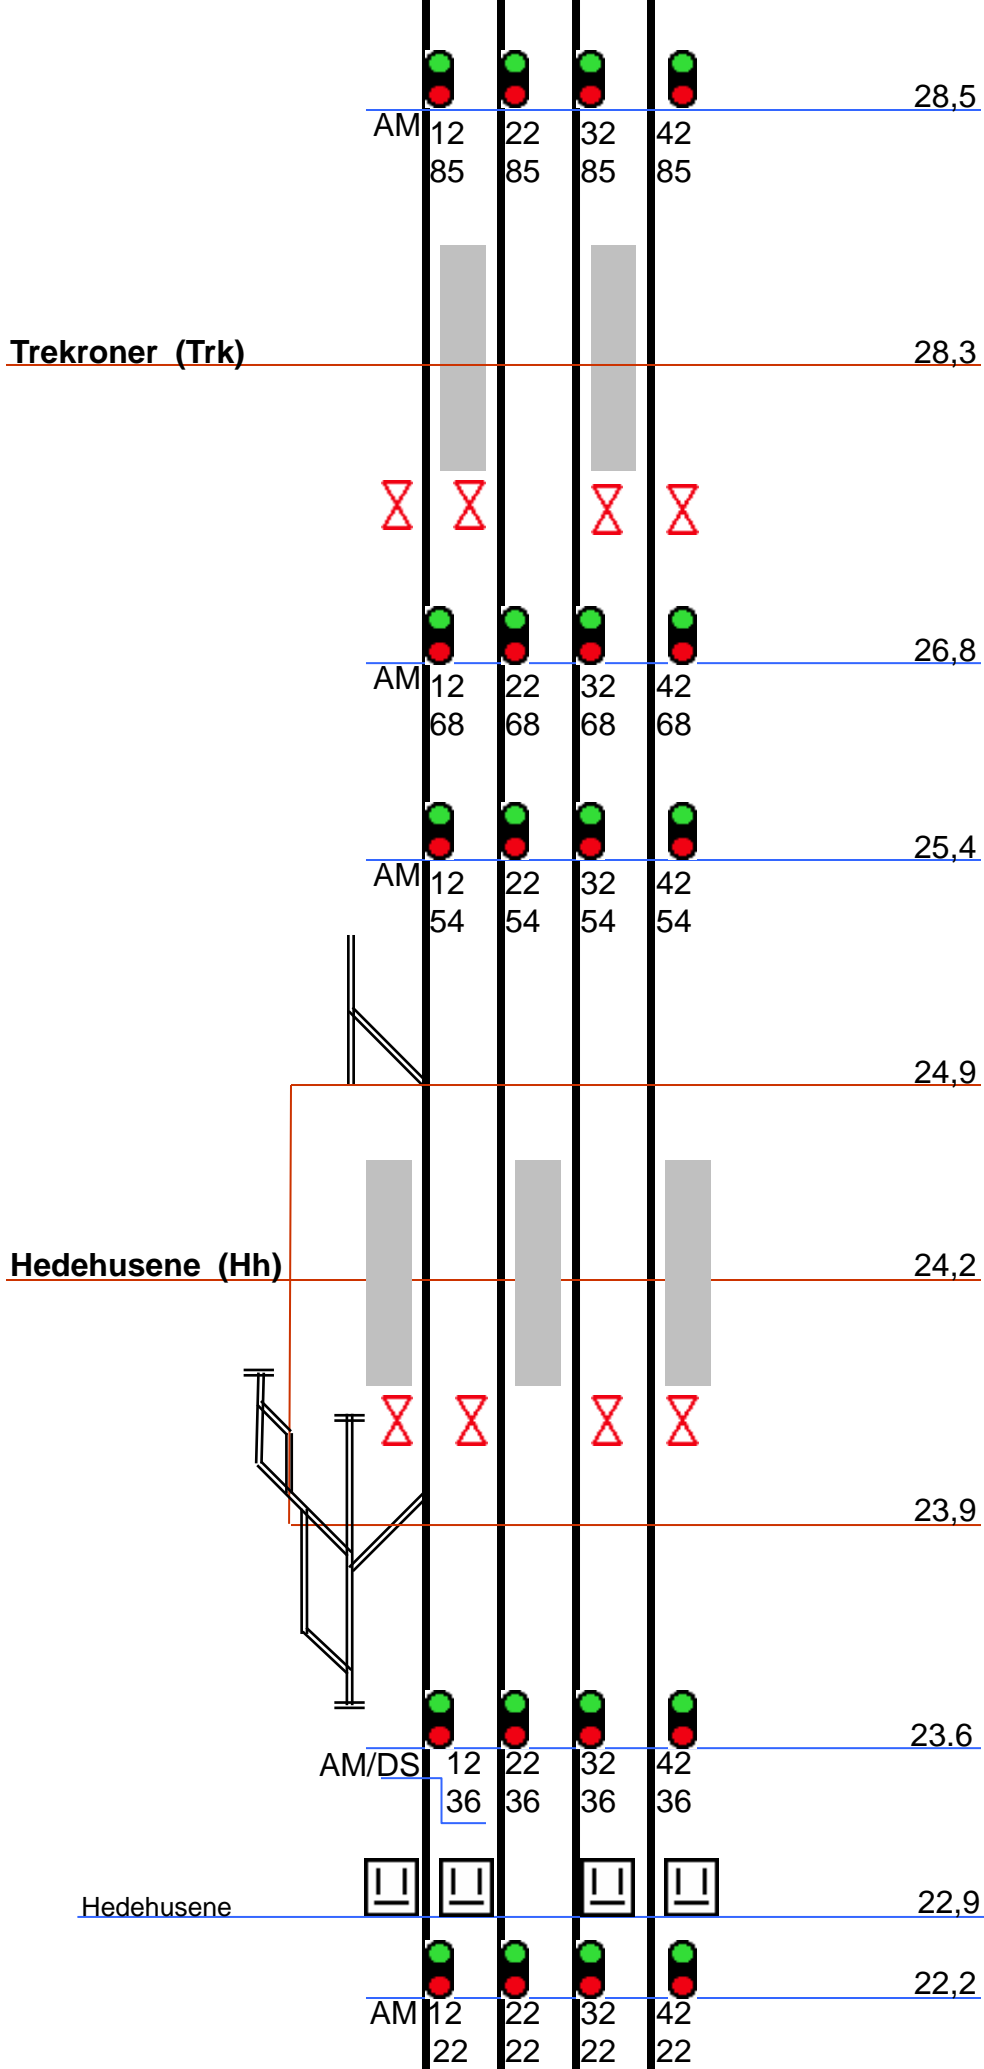 28,5
AM 12 22 32 42
85 85 85 85
Trekroner (Trk) 28,3
26,8
AM 12 22 32 42
68 68 68 68
25,4
AM 12 22 32 42
54 54 54 54
24,9
Hedehusene (Hh) 24,2
23,9
23.6
AM/DS 12 22 32 42
36 36 36 36
Hedehusene 22,9
22,2
AM 12 22 32 42
22 22 22 22